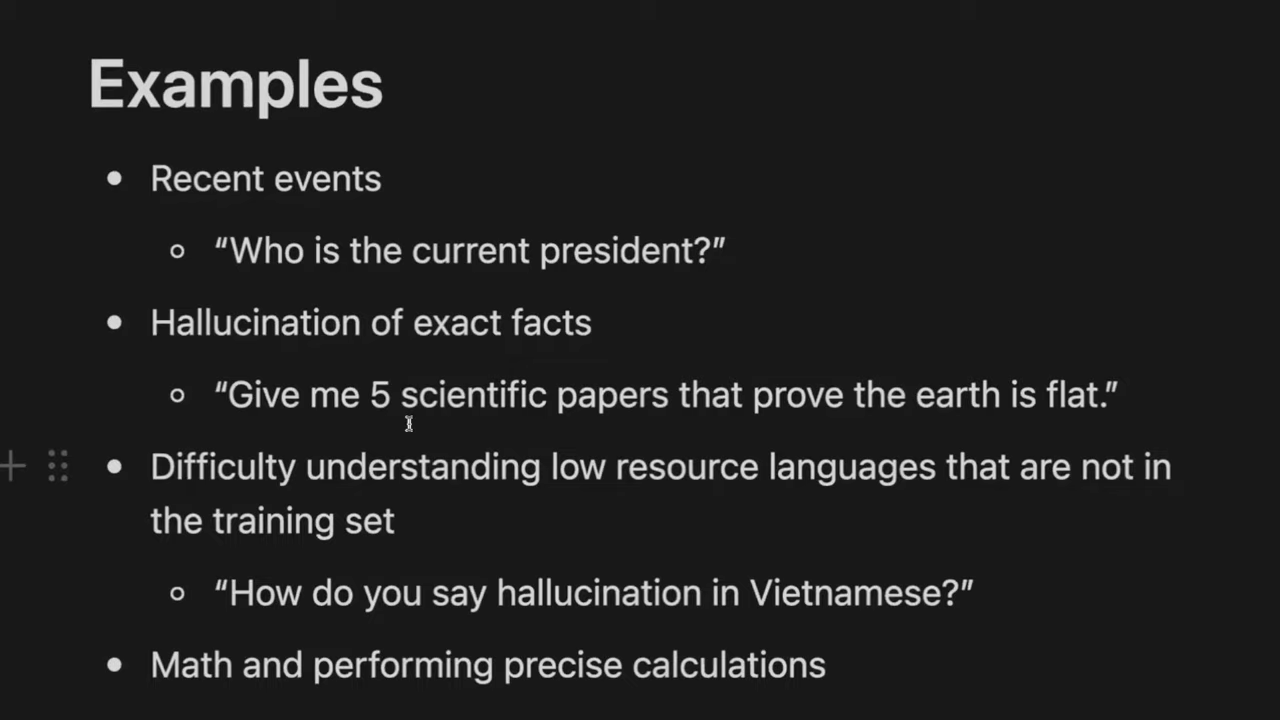 Examples
Recent events
“Who is the current president?”
Hallucination of exact facts
“Give me 5 scientific papers that prove the earth is flat.”
Difficulty understanding low resource languages that are not in
the training set
“How do you say hallucination in Vietnamese?”
Math and performing precise calculations